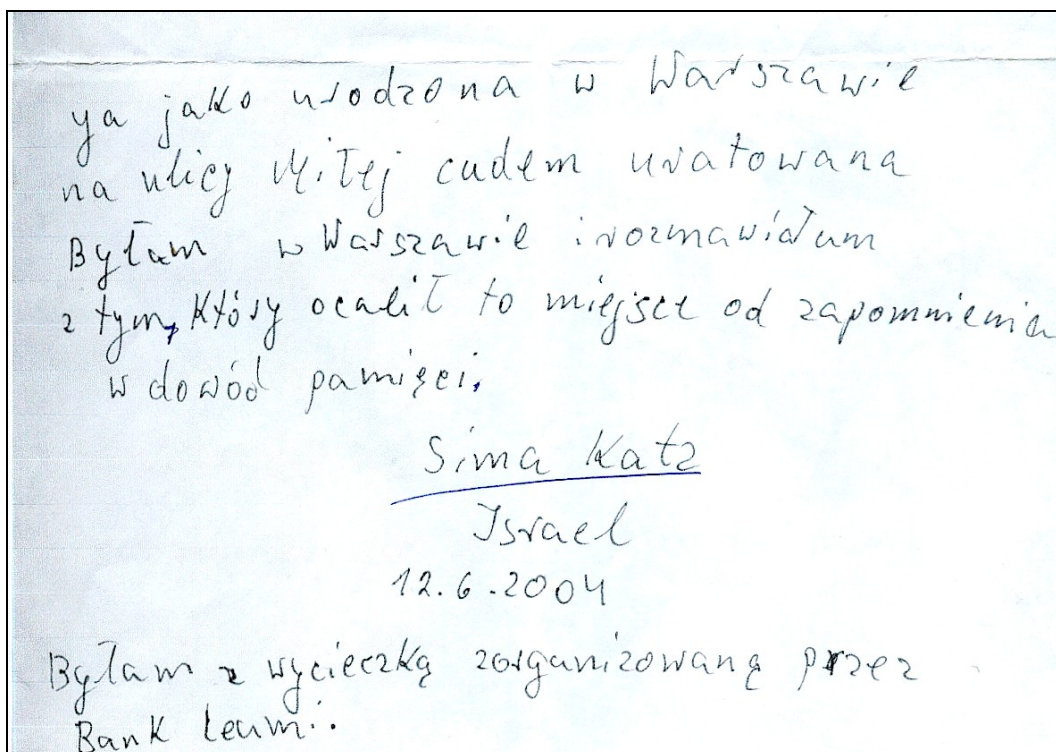 ya jako urodzona w Warszawie
na ulicy Miłej cudem uratowana
Byłam w Warszawie i rozmawiałam
z tym, który ocalił to miejsce od zapomnienia
w dowód pamięci.
Sima Katz
Israel
12.6.2004
Byłam z wycieczką zorganizowaną przez
Bank Leumi.